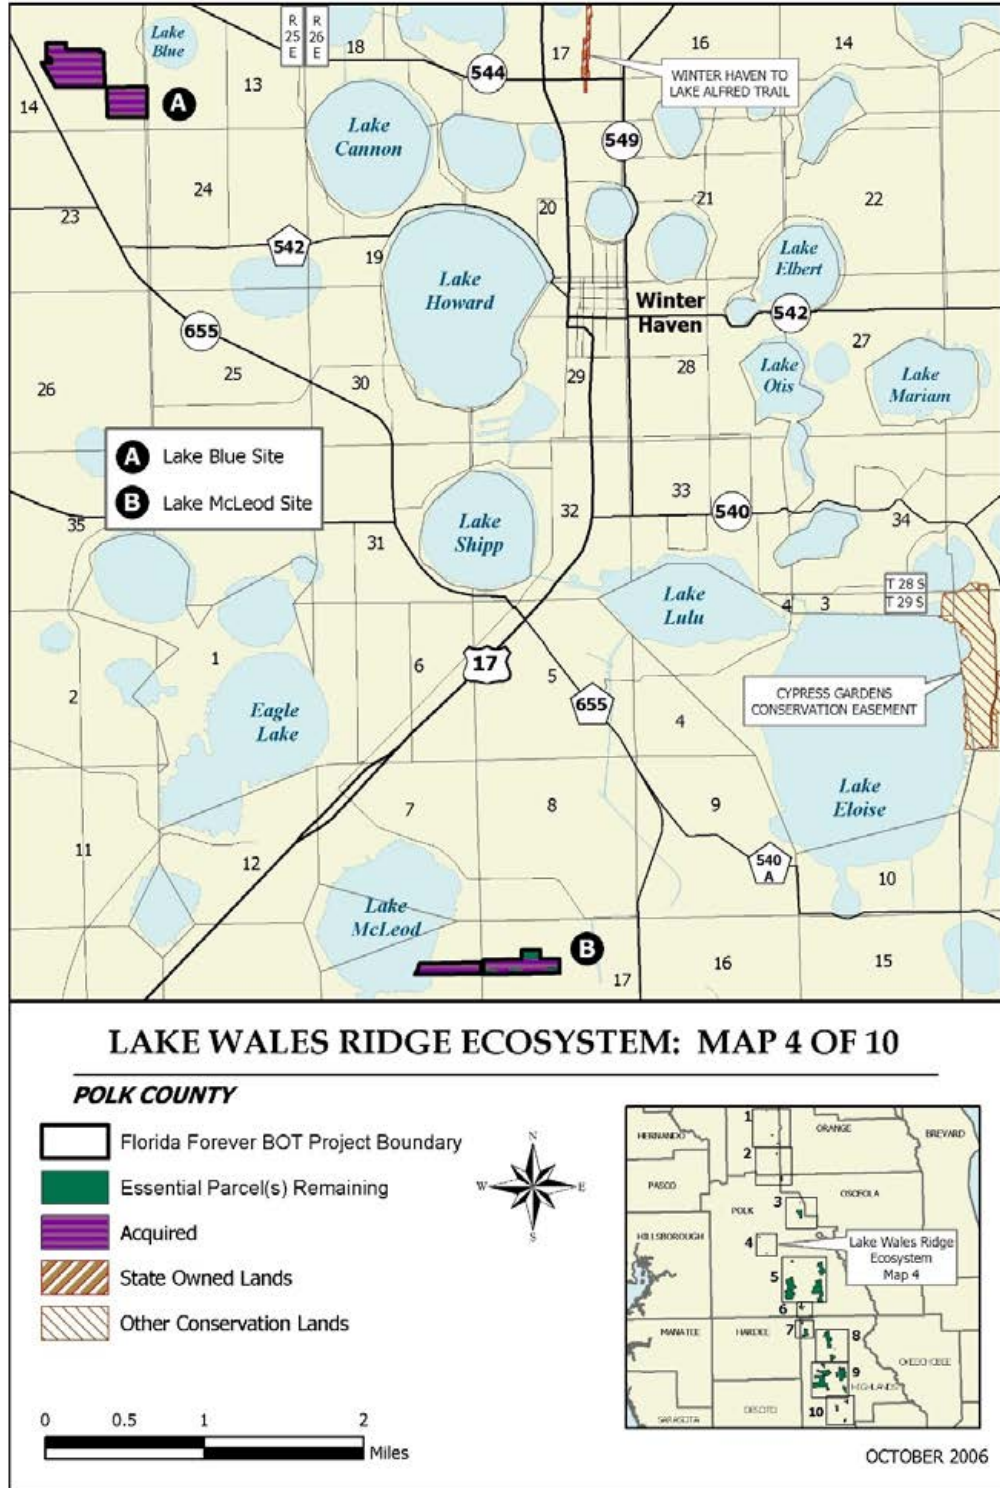 Lake
Blue
R
25
E
R
26
E
18
17
16
14
544
WINTER HAVEN TO
LAKE ALFRED TRAIL
13
14
A
Lake
Cannon
549
24
20
21
22
23
542
19
Lake
Elbert
Lake
Howard
Winter
Haven
542
655
27
26
25
30
29
28
Lake
Otis
Lake
Mariam
A Lake Blue Site
B Lake McLeod Site
33
32
540
34
35
31
Lake
Shipp
T 28 S
T 29 S
Lake
Lulu
4
3
1
6
17
5
2
655
CYPRESS GARDENS
CONSERVATION EASEMENT
Eagle
Lake
4
Lake
Eloise
7
8
9
11
12
540
A
10
Lake
McLeod
B
17
16
15
LAKE WALES RIDGE ECOSYSTEM: MAP 4 OF 10
POLK COUNTY
Florida Forever BOT Project Boundary
Essential Parcel(s) Remaining
Acquired
State Owned Lands
Other Conservation Lands
0 0.5 1 2
Miles
N
W E
S
1
HERNANDO
ORANGE
BREVARD
2
PASCO
OSCEOLA
3
POLK
HILLSBOROUGH
4
Lake Wales Ridge
Ecosystem
Map 4
5
6
MANATEE
HARDEE
7
8
OKEECHOBEE
9
HIGHLANDS
DESOTO
10
SARASOTA
OCTOBER 2006